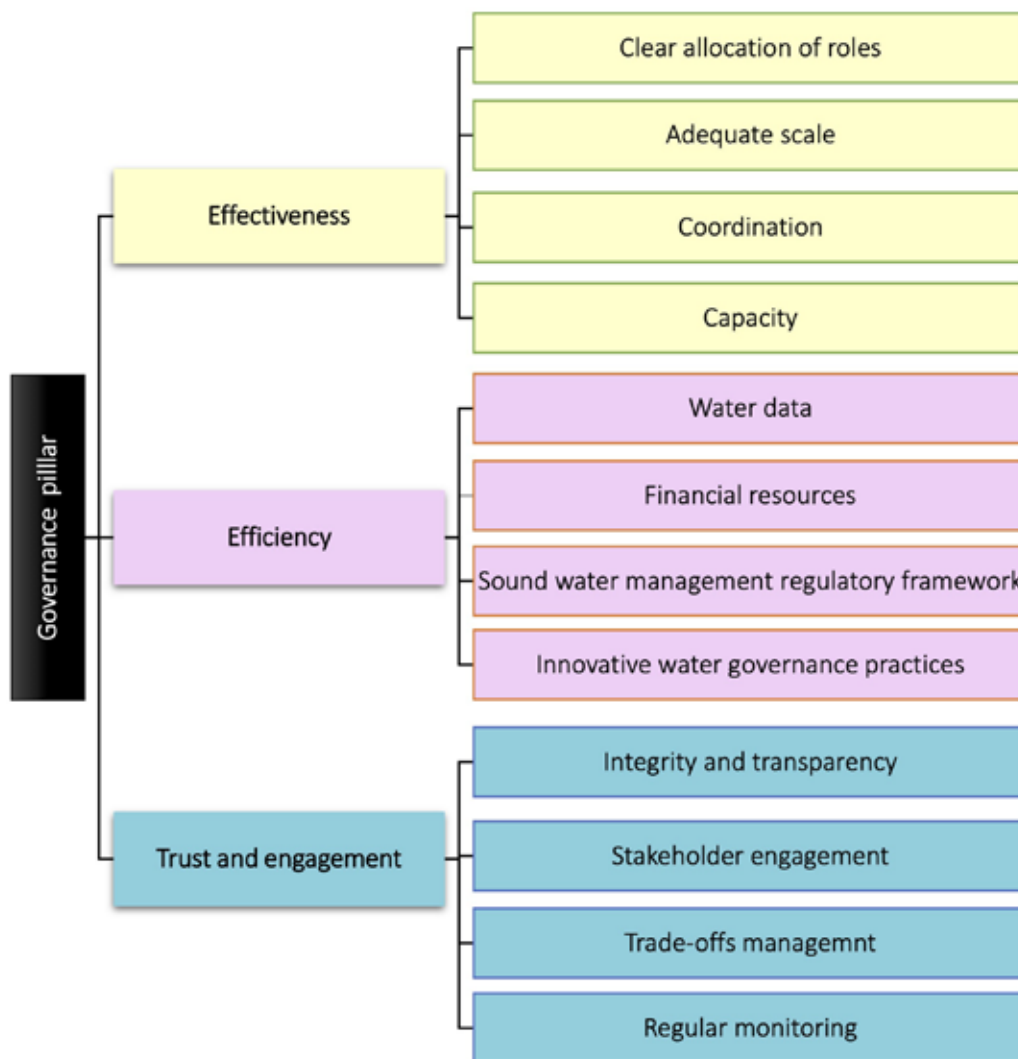 Governance pilllar
Effectiveness
Clear allocation of roles
Adequate scale
Coordination
Capacity
Efficiency
Water data
Financial resources
Sound water management regulatory framework
Innovative water governance practices
Trust and engagement
Integrity and transparency
Stakeholder engagement
Trade-offs managemnt
Regular monitoring